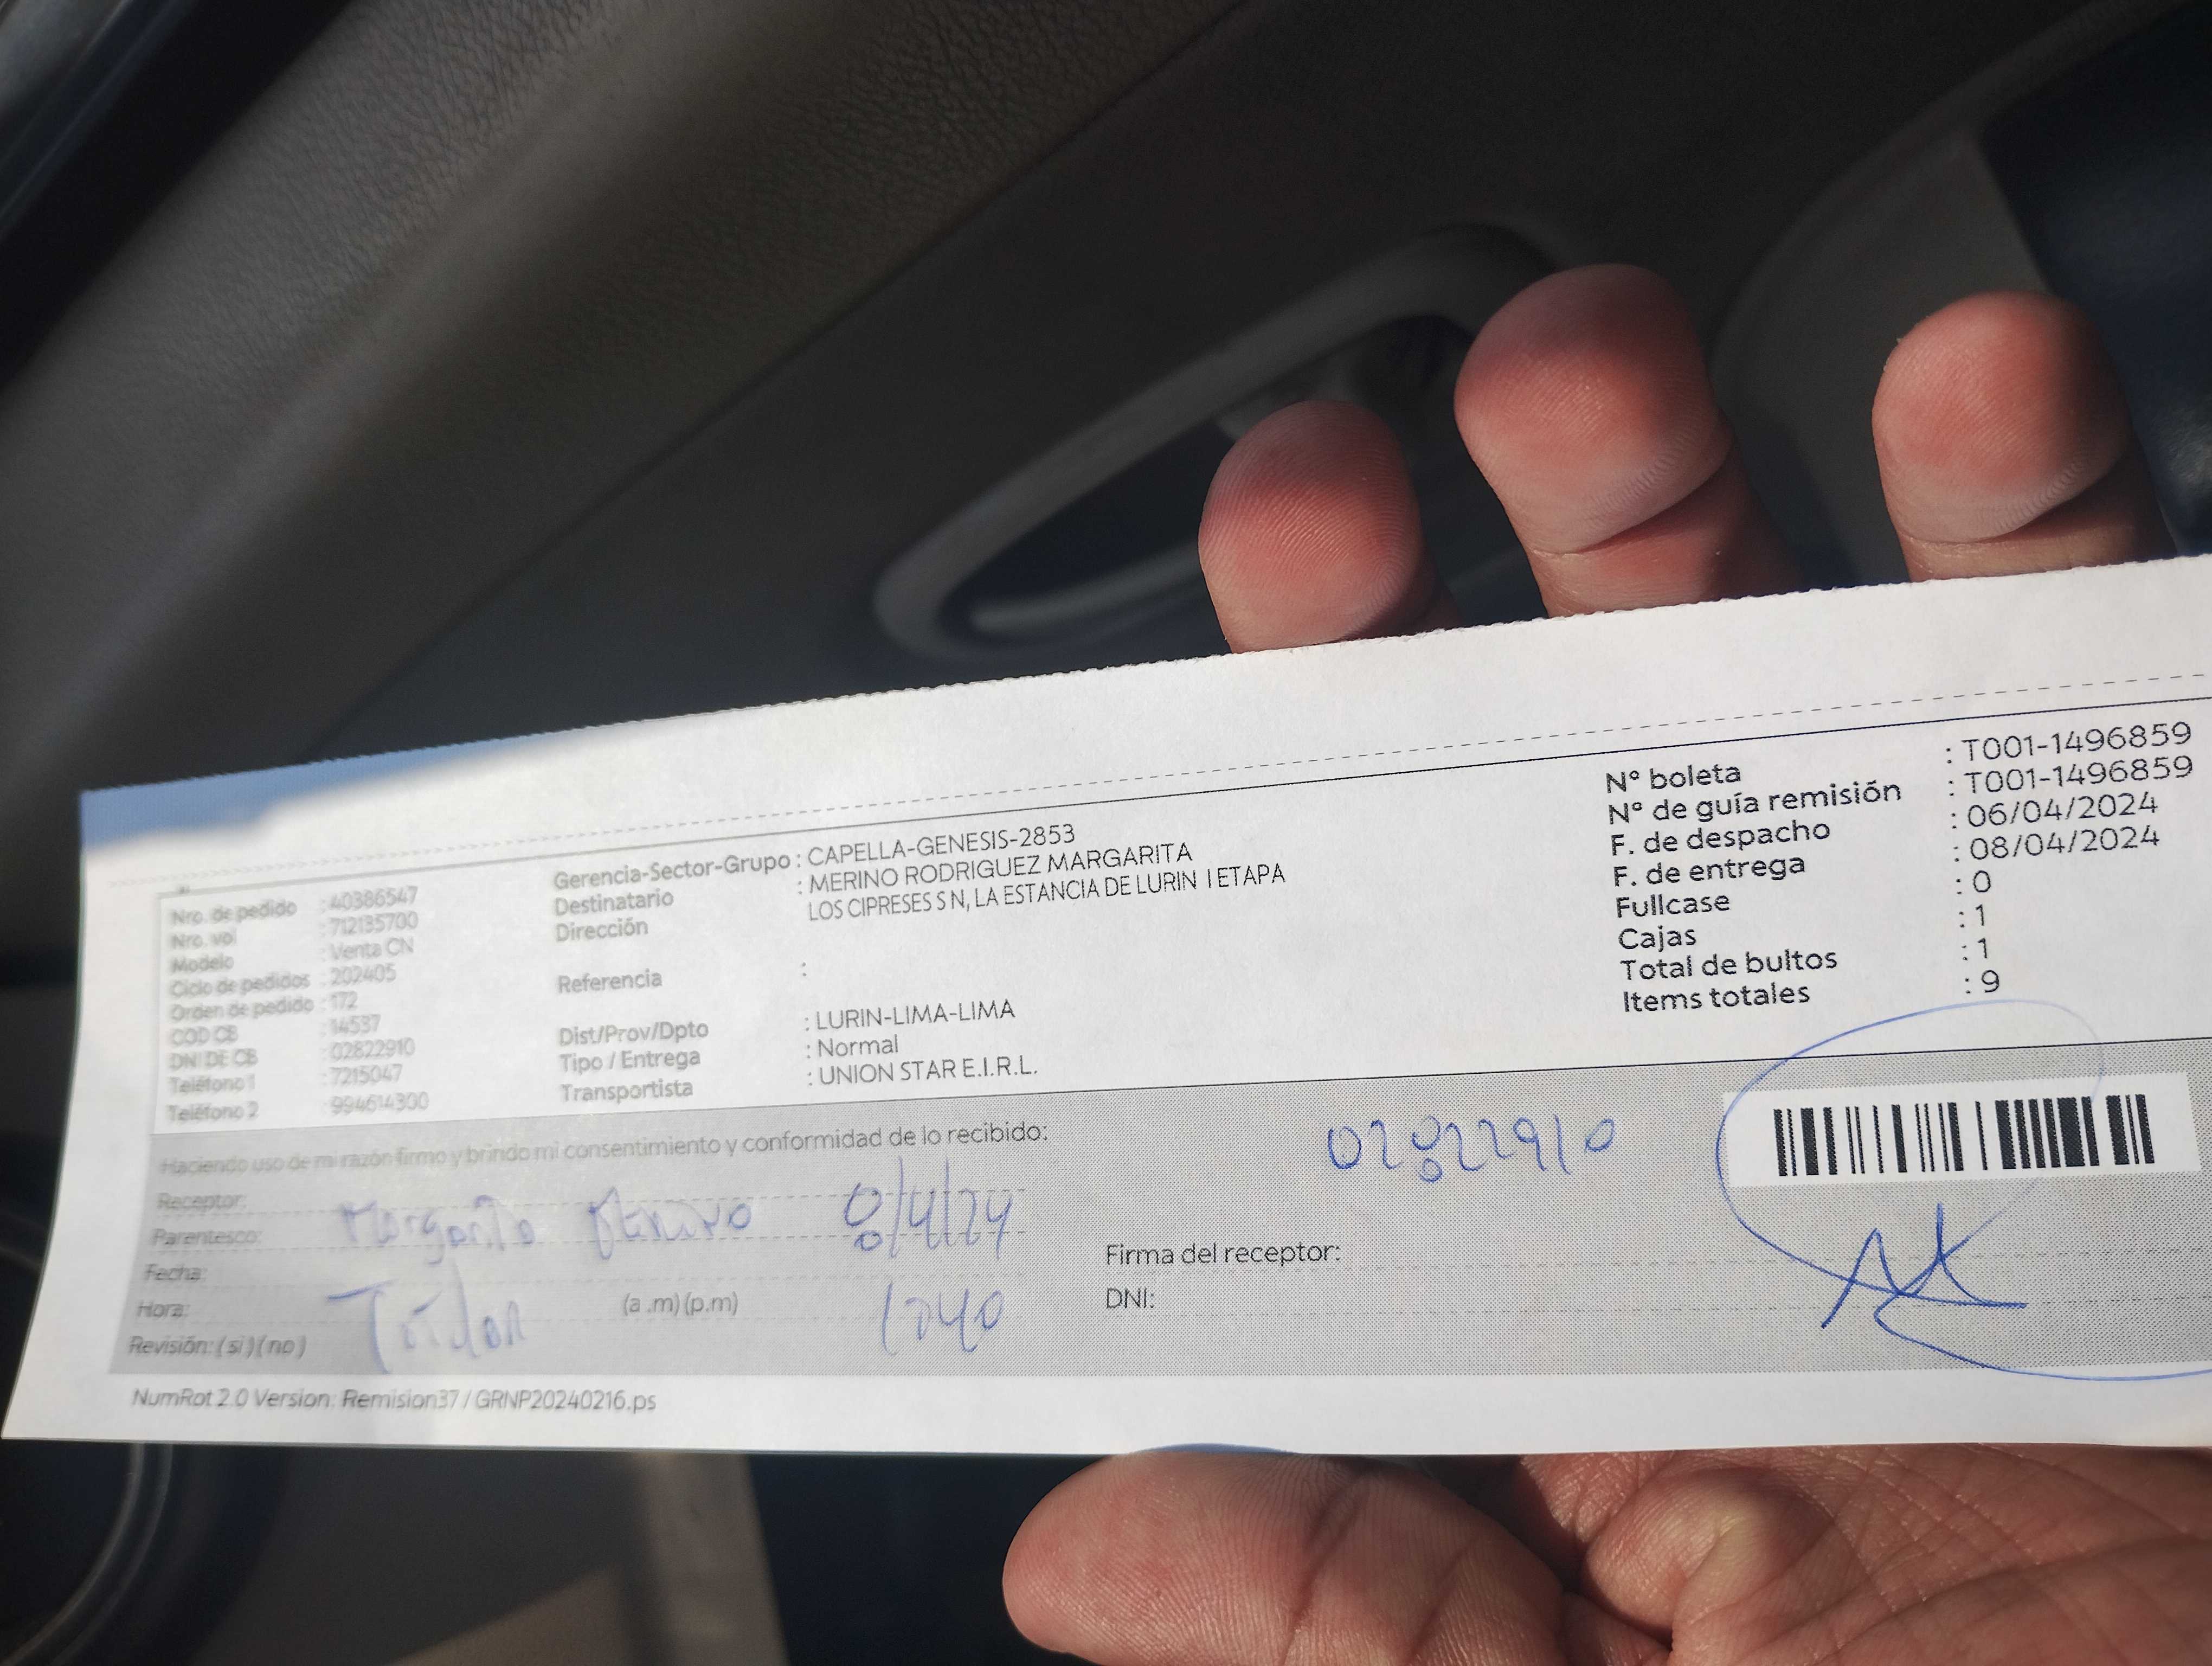 Nro. de pedido : 40386547
Nro. vol : 712135700
Modelo : Venta CN
Ciclo de pedidos : 202405
Orden de pedido : 172
COD CB : 14537
DNI DE CB : 02822910
Teléfono 1 : 7215047
Teléfono 2 : 994614300
Gerencia-Sector-Grupo : CAPELLA-GENESIS-2853
Destinatario : MERINO RODRIGUEZ MARGARITA
Dirección LOS CIPRESES S N, LA ESTANCIA DE LURIN I ETAPA
Referencia :
Dist/Prov/Dpto : LURIN-LIMA-LIMA
Tipo / Entrega : Normal
Transportista : UNION STAR E.I.R.L.
N° boleta : T001-1496859
N° de guía remisión : T001-1496859
F. de despacho : 06/04/2024
F. de entrega : 08/04/2024
Fullcase : 0
Cajas : 1
Total de bultos : 1
Items totales : 9
Haciendo uso de mi razón firmo y brindo mi consentimiento y conformidad de lo recibido:
02822910
Receptor:
Margarita Merino 8/4/24
Parentesco:
Fecha:
Hora: (a .m) (p.m) 1240
Revisión: ( si ) ( no )
Firma del receptor:
DNI:
NumRot 2.0 Version: Remision37 / GRNP20240216.ps